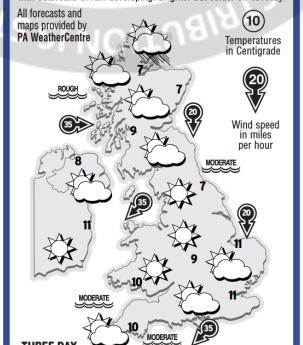 All forecasts and
maps provided by
PA WeatherCentre
10
Temperatures
in Centigrade
20
Wind speed
in miles
per hour
7
ROUGH
7
35
20
9
MODERATE
8
7
35
11
20
11
9
10
11
MODERATE
10
35
MODERATE
THREE DAY